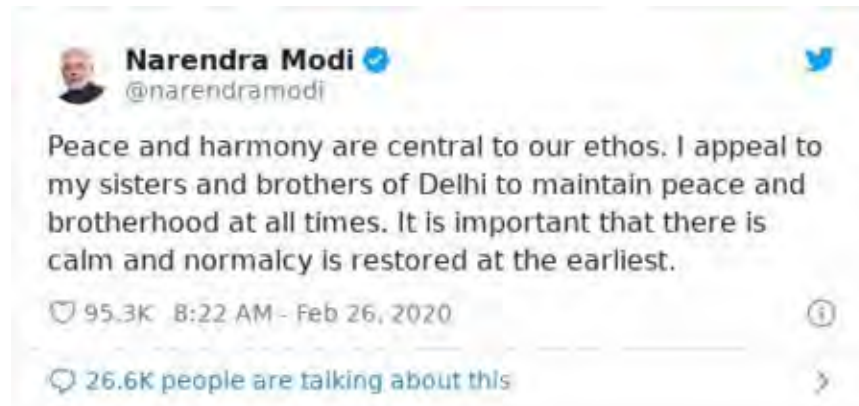 Narendra Modi
@narendramodi
Peace and harmony are central to our ethos. I appeal to
my sisters and brothers of Delhi to maintain peace and
brotherhood at all times. It is important that there is
calm and normalcy is restored at the earliest.
95.3K 8:22 AM - Feb 26, 2020
26.6K people are talking about this